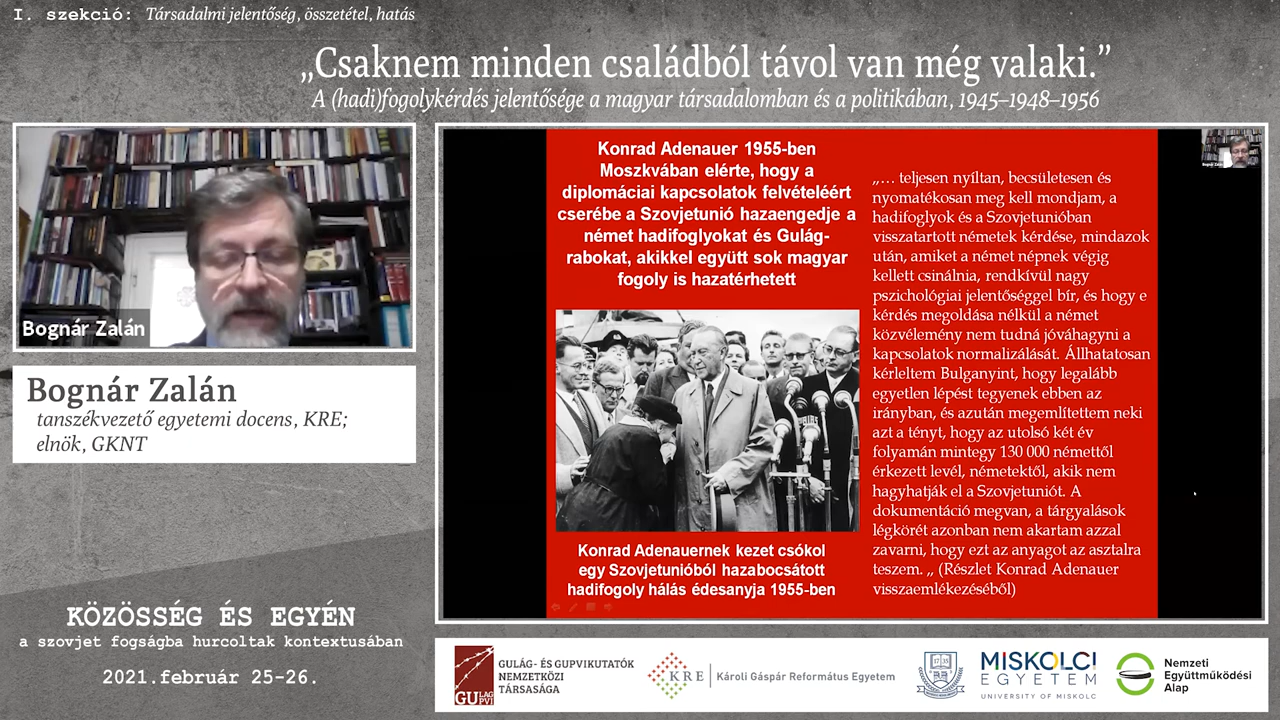 I. szekció: Társadalmi jelentőség, összetétel, hatás
„Csaknem minden családból távol van még valaki.”
A (hadi)fogolykérdés jelentősége a magyar társadalomban és a politikában, 1945–1948–1956
Bognár Zalán
Bognár Zalán
tanszékvezető egyetemi docens, KRE;
elnök, GKNT
Konrad Adenauer 1955-ben
Moszkvában elérte, hogy a
diplomáciai kapcsolatok felvételéért
cserébe a Szovjetunió hazaengedje a
német hadifoglyokat és Gulág-
rabokat, akikkel együtt sok magyar
fogoly is hazatérhetett
Konrad Adenauernek kezet csókol
egy Szovjetunióból hazabocsátott
hadifogoly hálás édesanyja 1955-ben
„… teljesen nyíltan, becsületesen és
nyomatékosan meg kell mondjam, a
hadifoglyok és a Szovjetunióban
visszatartott németek kérdése, mindazok
után, amiket a német népnek végig
kellett csinálnia, rendkívül nagy
pszichológiai jelentőséggel bír, és hogy e
kérdés megoldása nélkül a német
közvélemény nem tudná jóváhagyni a
kapcsolatok normalizálását. Állhatatosan
kérleltem Bulganyint, hogy legalább
egyetlen lépést tegyenek ebben az
irányban, és azután megemlítettem neki
azt a tényt, hogy az utolsó két év
folyamán mintegy 130 000 némettől
érkezett levél, németektől, akik nem
hagyhatják el a Szovjetuniót. A
dokumentáció megvan, a tárgyalások
légkörét azonban nem akartam azzal
zavarni, hogy ezt az anyagot az asztalra
teszem. „ (Részlet Konrad Adenauer
visszaemlékezéséből)
Bognár Zalán
KÖZÖSSÉG ÉS EGYÉN
a szovjet fogságba hurcoltak kontextusában
2021.február 25-26.
GULÁG GUPVI
GULÁG- ÉS GUPVIKUTATÓK
NEMZETKÖZI
TÁRSASÁGA
KRE
Károli Gáspár Református Egyetem
17 35
MISKOLCI
EGYETEM
UNIVERSITY OF MISKOLC
Nemzeti
Együttműködési
Alap